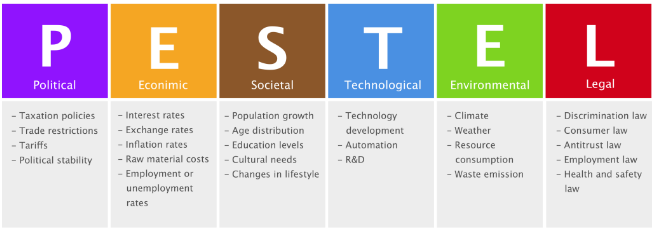 P
Political
- Taxation policies
- Trade restrictions
- Tariffs
- Political stability
E
Econimic
- Interest rates
- Exchange rates
- Inflation rates
- Raw material costs
- Employment or
unemployment
rates
S
Societal
- Population growth
- Age distribution
- Education levels
- Cultural needs
- Changes in lifestyle
T
Technological
- Technology
development
- Automation
- R&D
E
Environmental
- Climate
- Weather
- Resource
consumption
- Waste emission
L
Legal
- Discrimination law
- Consumer law
- Antitrust law
- Employment law
- Health and safety
law